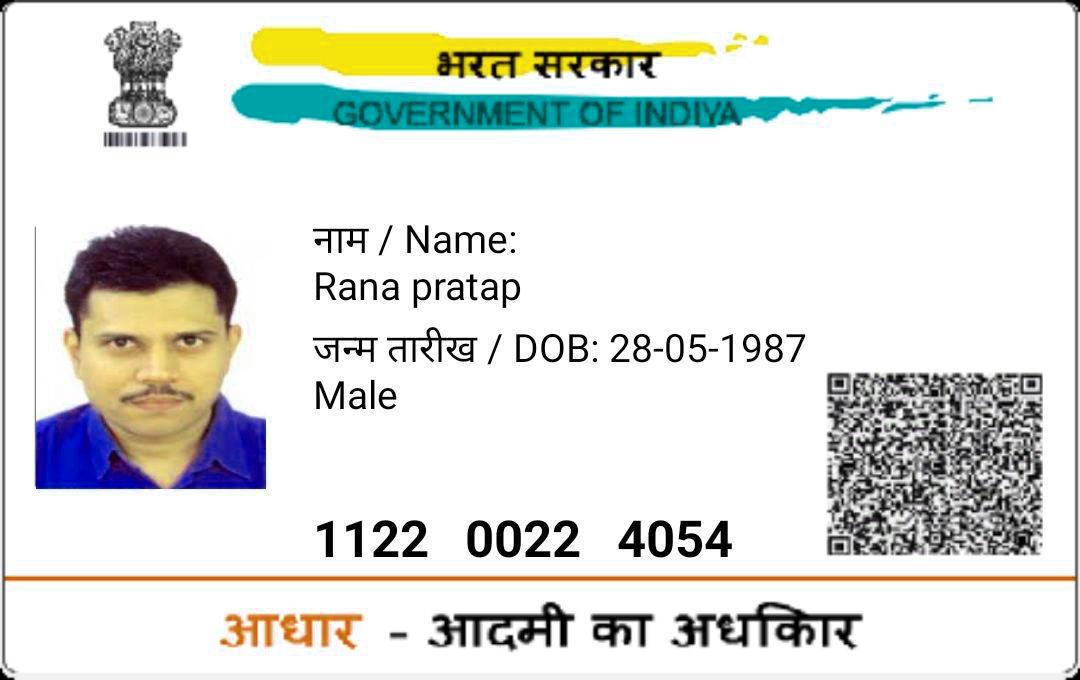 भरत सरकार
GOVERNMENT OF INDIYA
नाम / Name:
Rana pratap
जन्म तारीख / DOB: 28-05-1987
Male
1122 0022 4054
आधार - आदमी का अधकिार